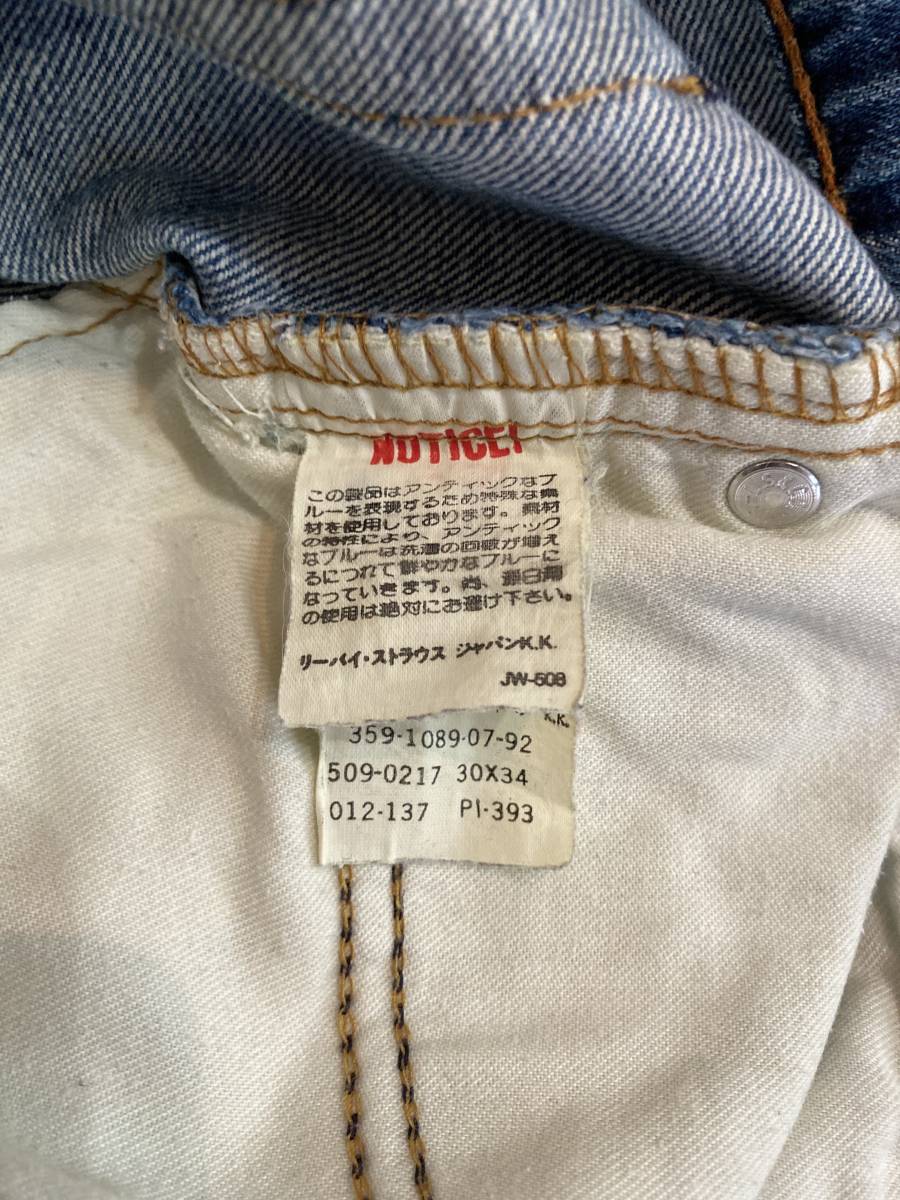 NOTICE!
この製品はアンティックなブ
ルーを表現するため特殊な素
材を使用しております。素材
の特性により、アンティック
なブルーは洗濯の回数が増え
るにつれて鮮やかなブルーに
なっていきます。尚、漂白剤
の使用は絶対にお避け下さい。
リーバイ・ストラウス ジャパンK.K.
JW-508
K.K.
359-1089-07-92
509-0217 30X34
012-137 PI-393